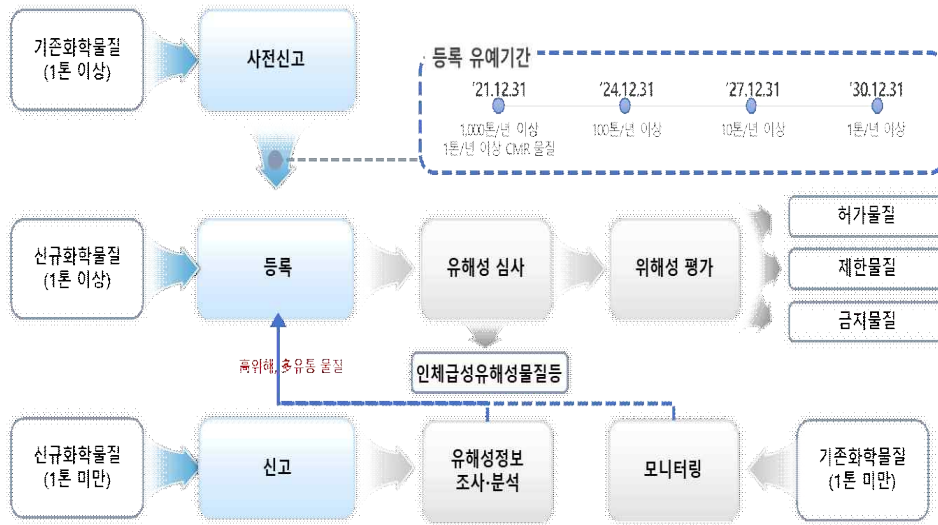 기존화학물질
(1톤 이상)
사전신고
등록 유예기간
'21.12.31
'24.12.31
'27.12.31
'30.12.31
1,000톤/년 이상
1톤/년 이상 CMR 물질
100톤/년 이상
10톤/년 이상
1톤/년 이상
신규화학물질
(1톤 이상)
등록
유해성 심사
위해성 평가
허가물질
제한물질
금지물질
高위해, 多유통 물질
인체급성유해성물질등
신규화학물질
(1톤 미만)
신고
유해성정보
조사·분석
모니터링
기존화학물질
(1톤 미만)